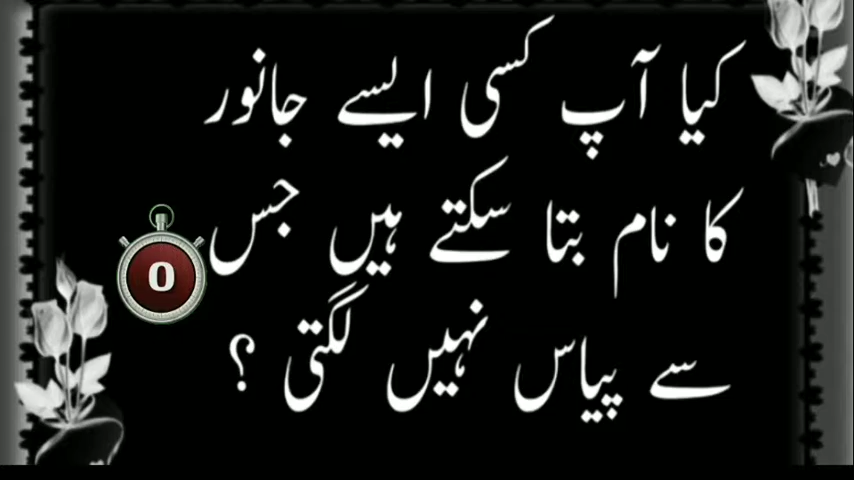 کیا آپ کسی ایسے جانور
کا نام بتا سکتے ہیں جس
سے پیاس نہیں لگتی ؟
0